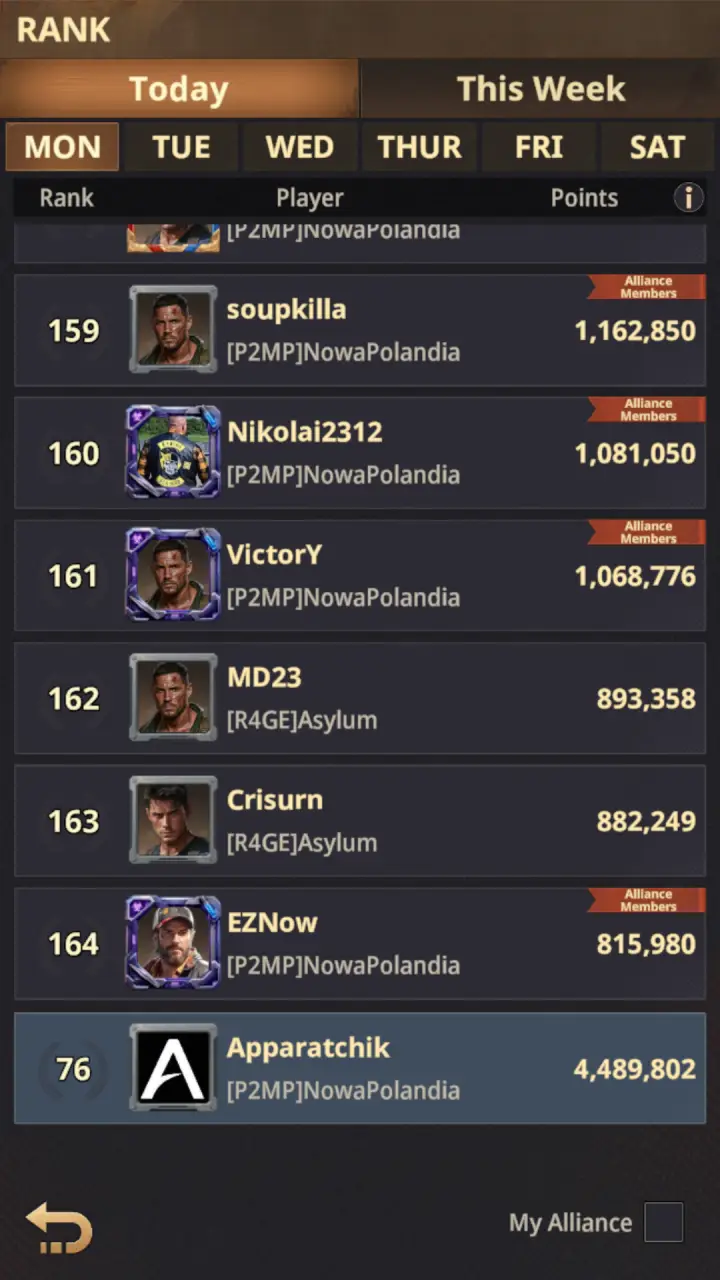 RANK
Today This Week
MON TUE WED THUR FRI SAT
Rank Player Points i
[P2MP]NowaPolandia
159 soupkilla
[P2MP]NowaPolandia
Alliance
Members
1,162,850
160 Nikolai2312
[P2MP]NowaPolandia
Alliance
Members
1,081,050
161 VictorY
[P2MP]NowaPolandia
Alliance
Members
1,068,776
162 MD23
[R4GE]Asylum
893,358
163 Crisurn
[R4GE]Asylum
882,249
164 EZNow
[P2MP]NowaPolandia
Alliance
Members
815,980
76 Apparatchik
[P2MP]NowaPolandia
4,489,802
My Alliance